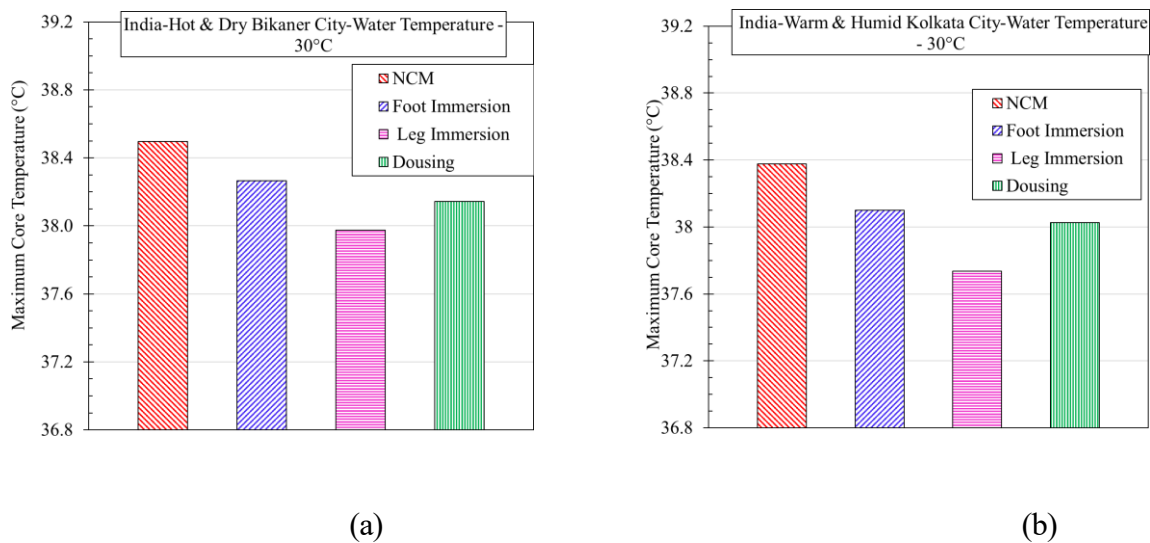 India-Hot & Dry Bikaner City-Water Temperature -
30°C
Maximum Core Temperature (°C)
39.2
38.8
38.4
38.0
37.6
37.2
36.8
NCM
Foot Immersion
Leg Immersion
Dousing
(a)
India-Warm & Humid Kolkata City-Water Temperature
- 30°C
Maximum Core Temperature (°C)
39.2
38.8
38.4
38
37.6
37.2
36.8
NCM
Foot Immersion
Leg Immersion
Dousing
(b)